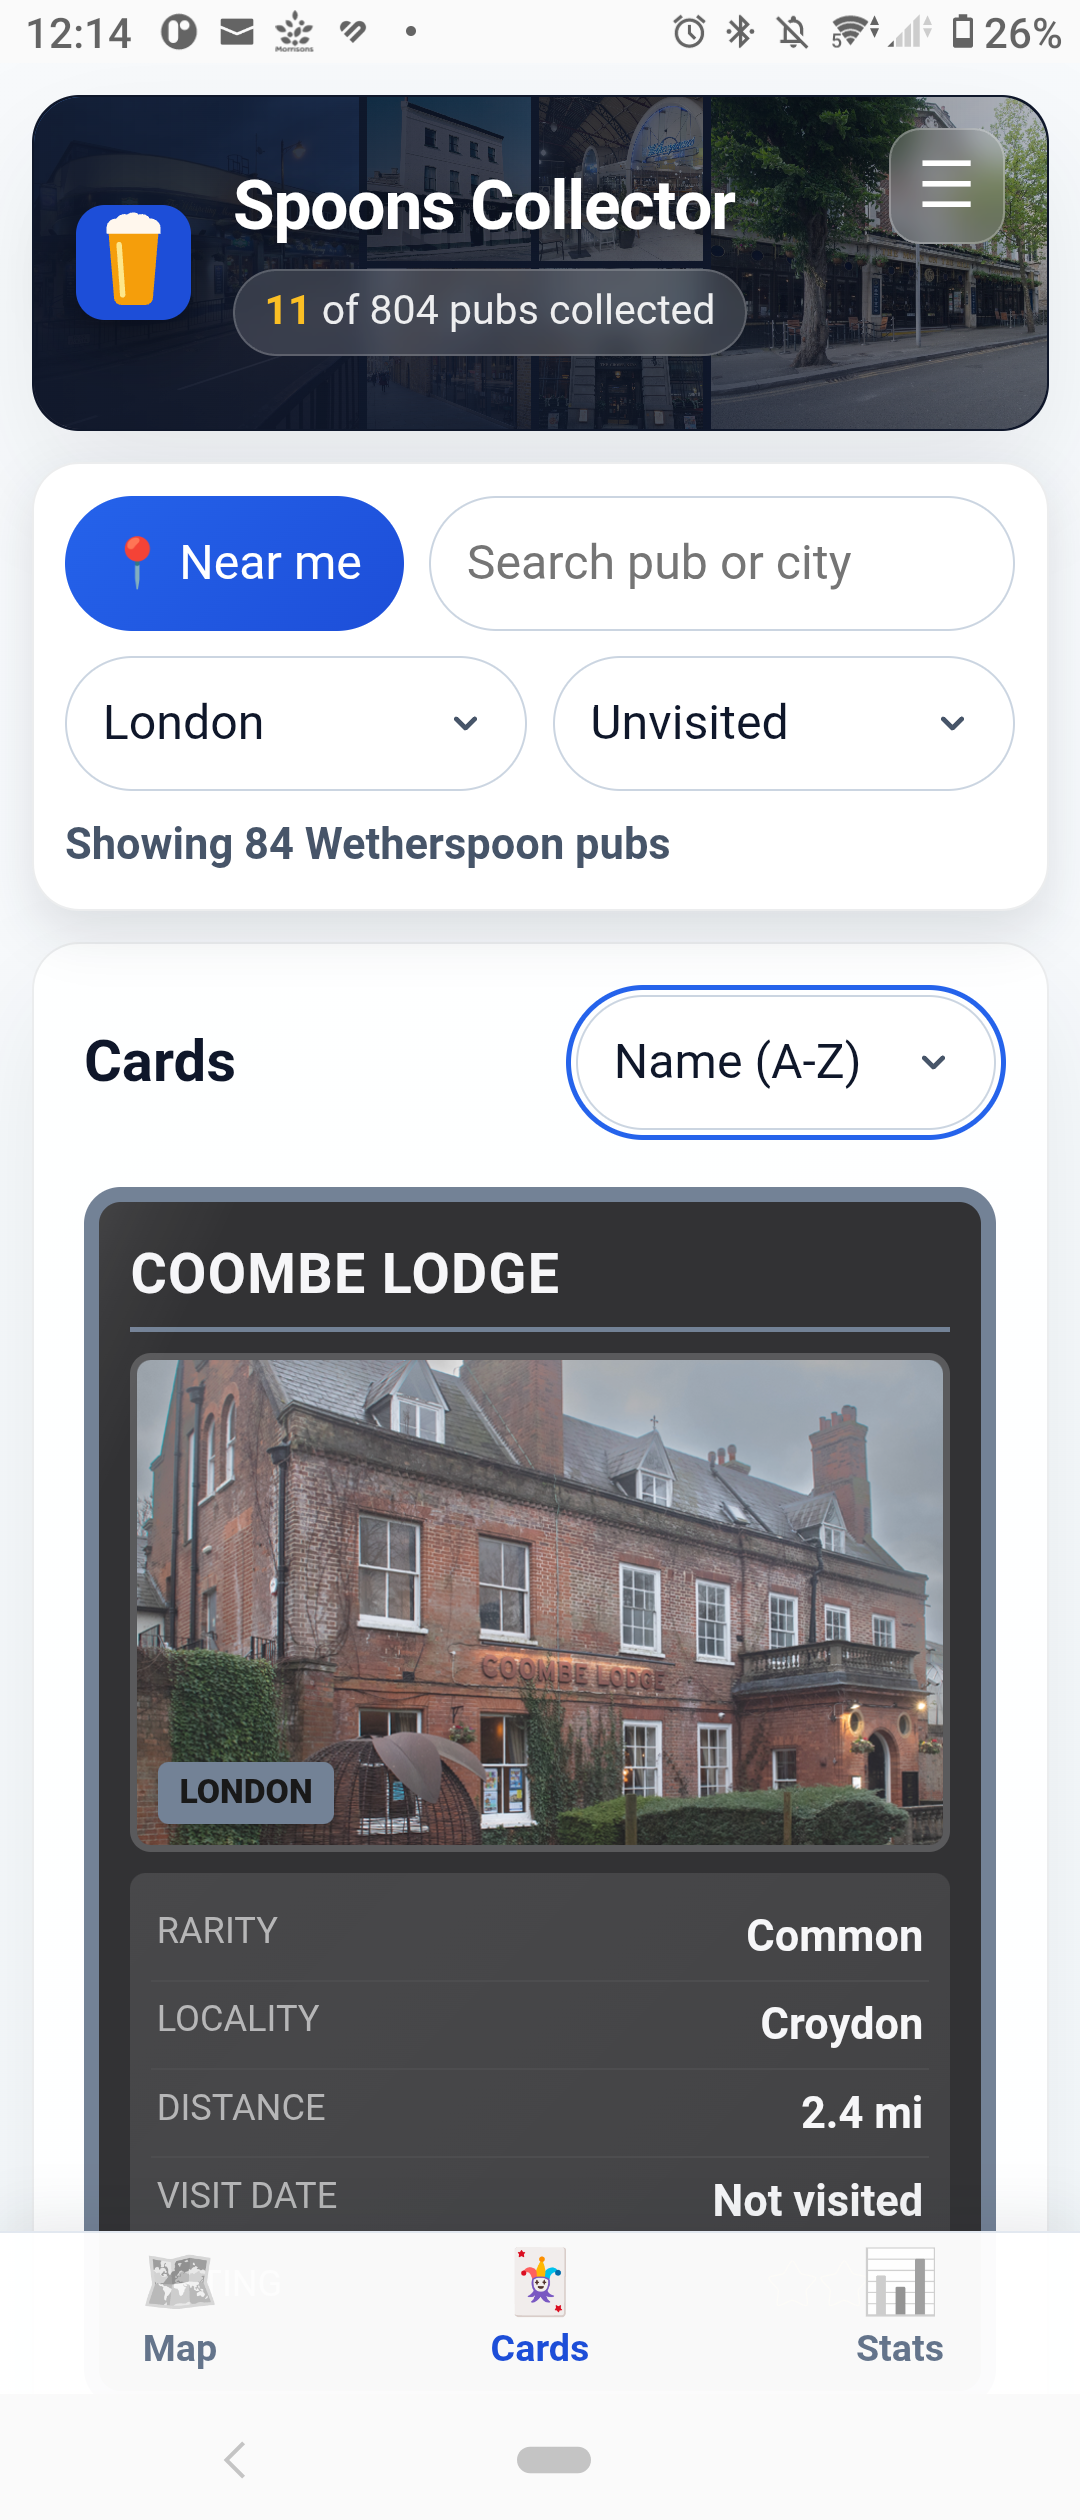 12:14
Morrisons
5
26%
Spoons Collector
11 of 804 pubs collected
Near me
Search pub or city
London
Unvisited
Showing 84 Wetherspoon pubs
Cards
Name (A-Z)
COOMBE LODGE
COOMBE LODGE
LONDON
RARITY
Common
LOCALITY
Croydon
DISTANCE
2.4 mi
VISIT DATE
Not visited
Map
Cards
Stats